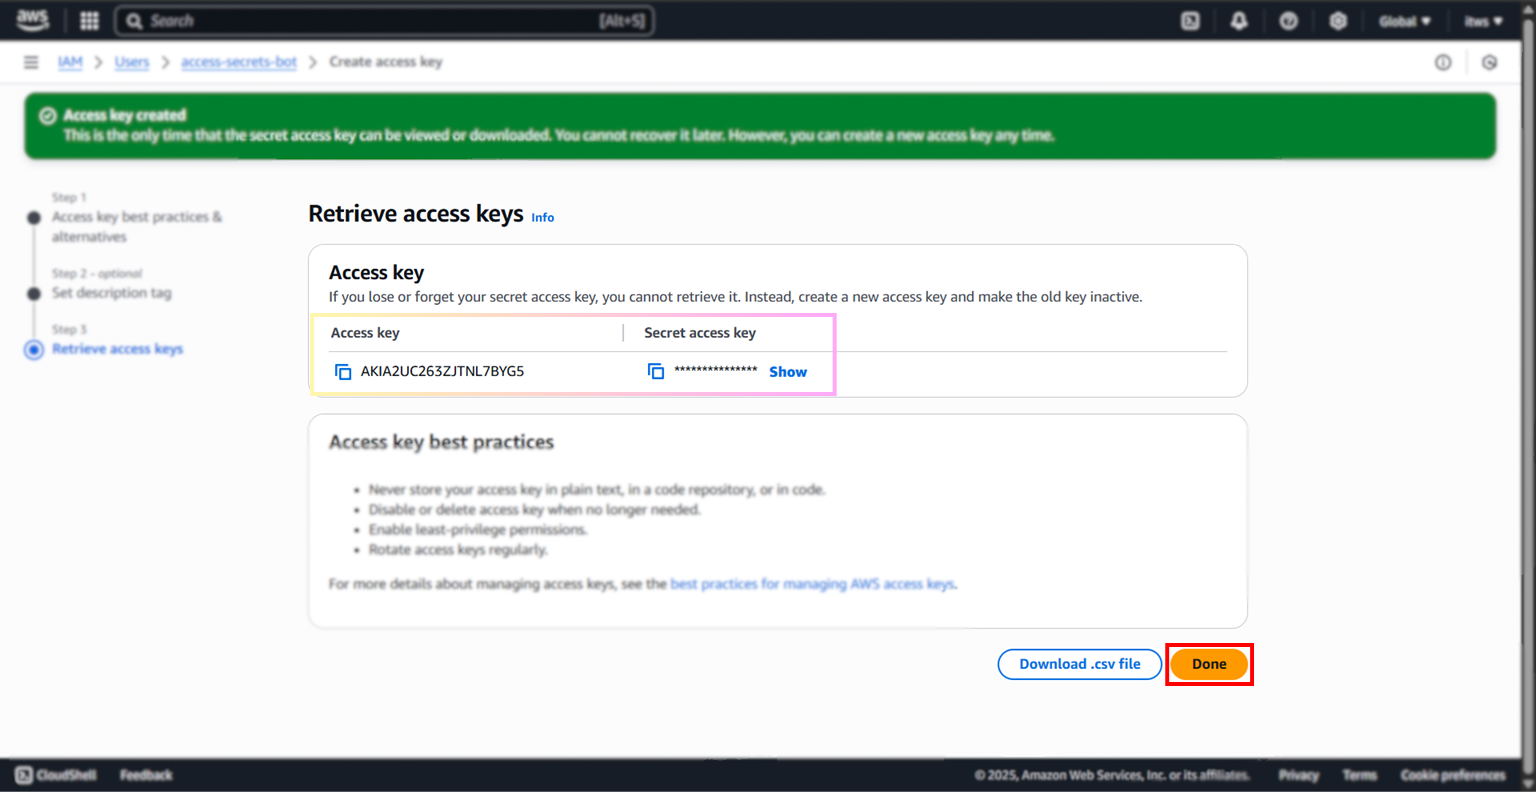 aws Search [Alt+S] Global itws
IAM Users access-secrets-bot Create access key
Access key created
This is the only time that the secret access key can be viewed or downloaded. You cannot recover it later. However, you can create a new access key any time.
Step 1
Access key best practices &
alternatives
Step 2 - optional
Set description tag
Step 3
Retrieve access keys
Retrieve access keys Info
Access key
If you lose or forget your secret access key, you cannot retrieve it. Instead, create a new access key and make the old key inactive.
Access key Secret access key
AKIA2UC263ZJTNL7BYG5 *************** Show
Access key best practices
• Never store your access key in plain text, in a code repository, or in code.
• Disable or delete access key when no longer needed.
• Enable least-privilege permissions.
• Rotate access keys regularly.
For more details about managing access keys, see the best practices for managing AWS access keys.
Download .csv file Done
CloudShell Feedback © 2025, Amazon Web Services, Inc. or its affiliates. Privacy Terms Cookie preferences